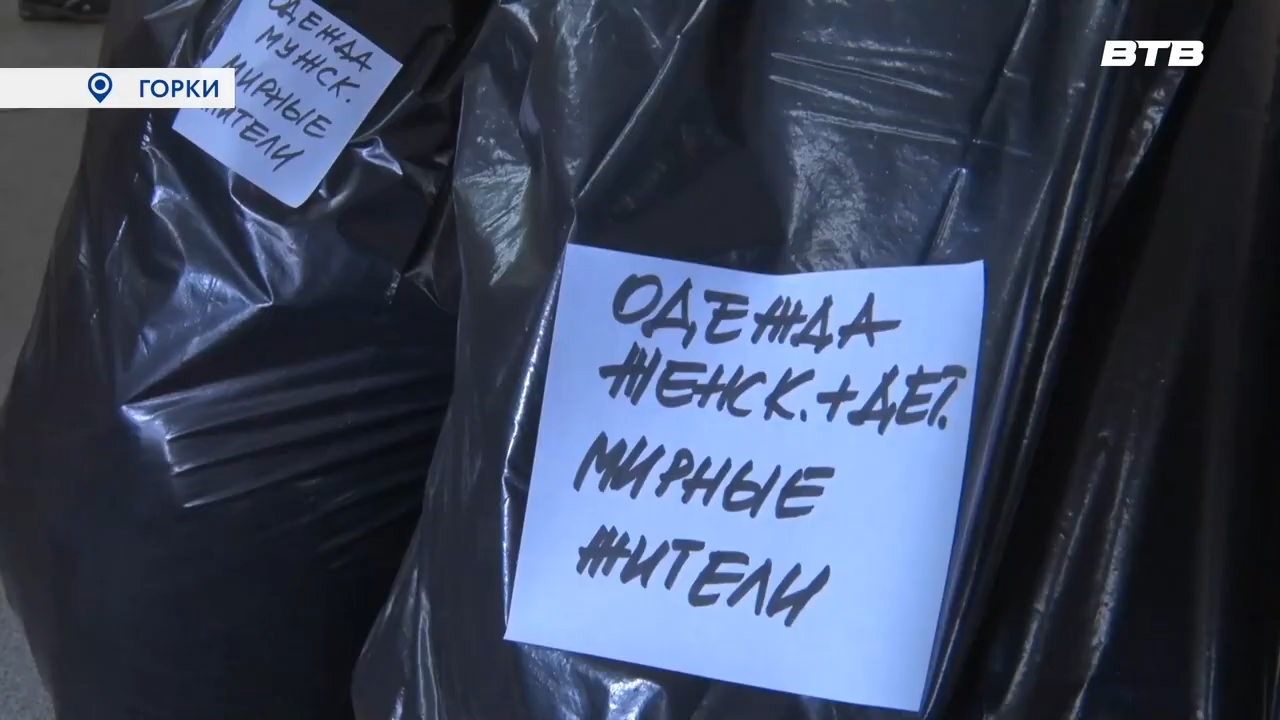 ОДЕЖДА
МУЖСК.
МИРНЫЕ
ЖИТЕЛИ
ГОРКИ
ВТВ
ОДЕЖДА
ЖЕНСК.+ДЕТ.
МИРНЫЕ
ЖИТЕЛИ